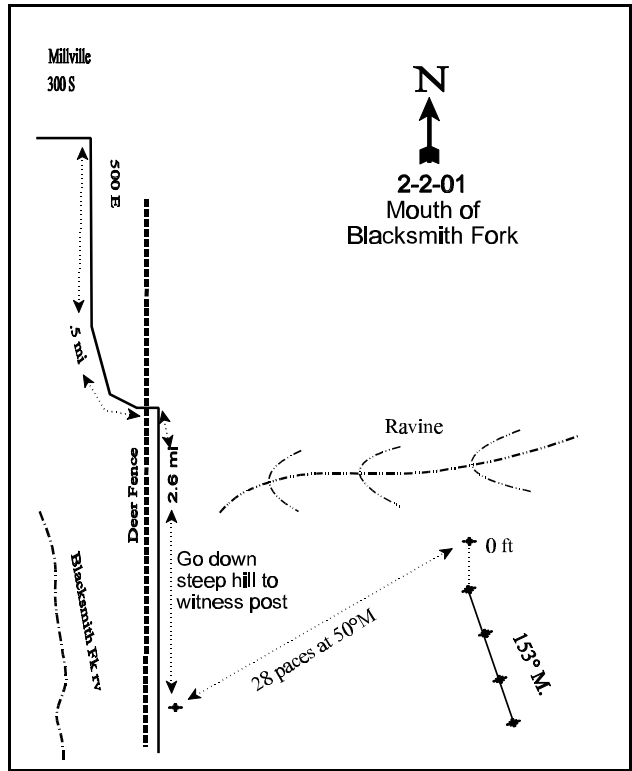 Millville
300 S
N
2-2-01
Mouth of
Blacksmith Fork
500 E
.5 mi
Ravine
Deer Fence
2.6 mi
0 ft
Go down
steep hill to
witness post
Blacksmith Fk rv
28 paces at 50°M
153° M.